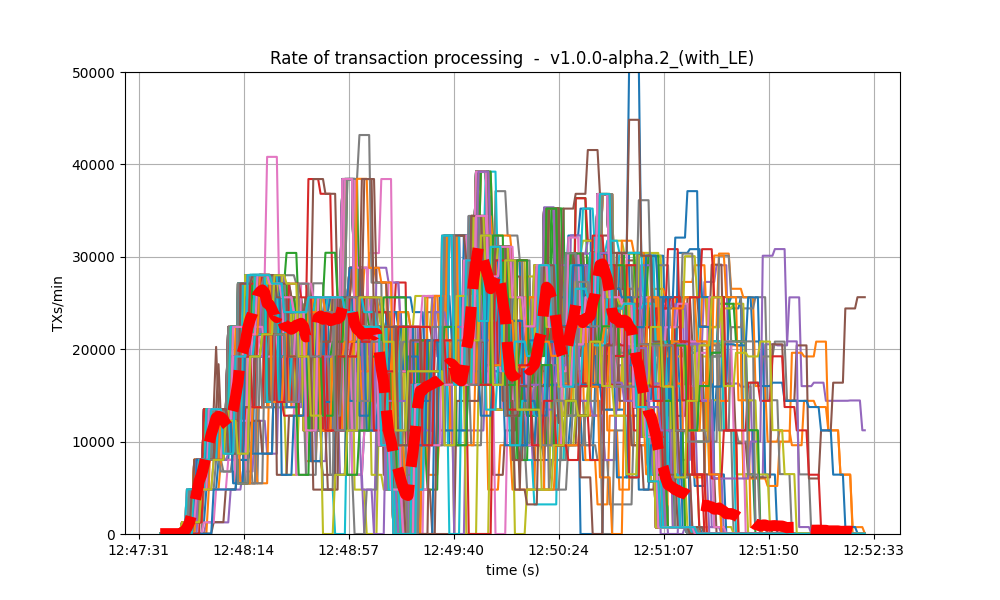 Rate of transaction processing - v1.0.0-alpha.2_(with_LE)
50000
40000
30000
20000
10000
0
TXs/min
12:47:31 12:48:14 12:48:57 12:49:40 12:50:24 12:51:07 12:51:50 12:52:33
time (s)